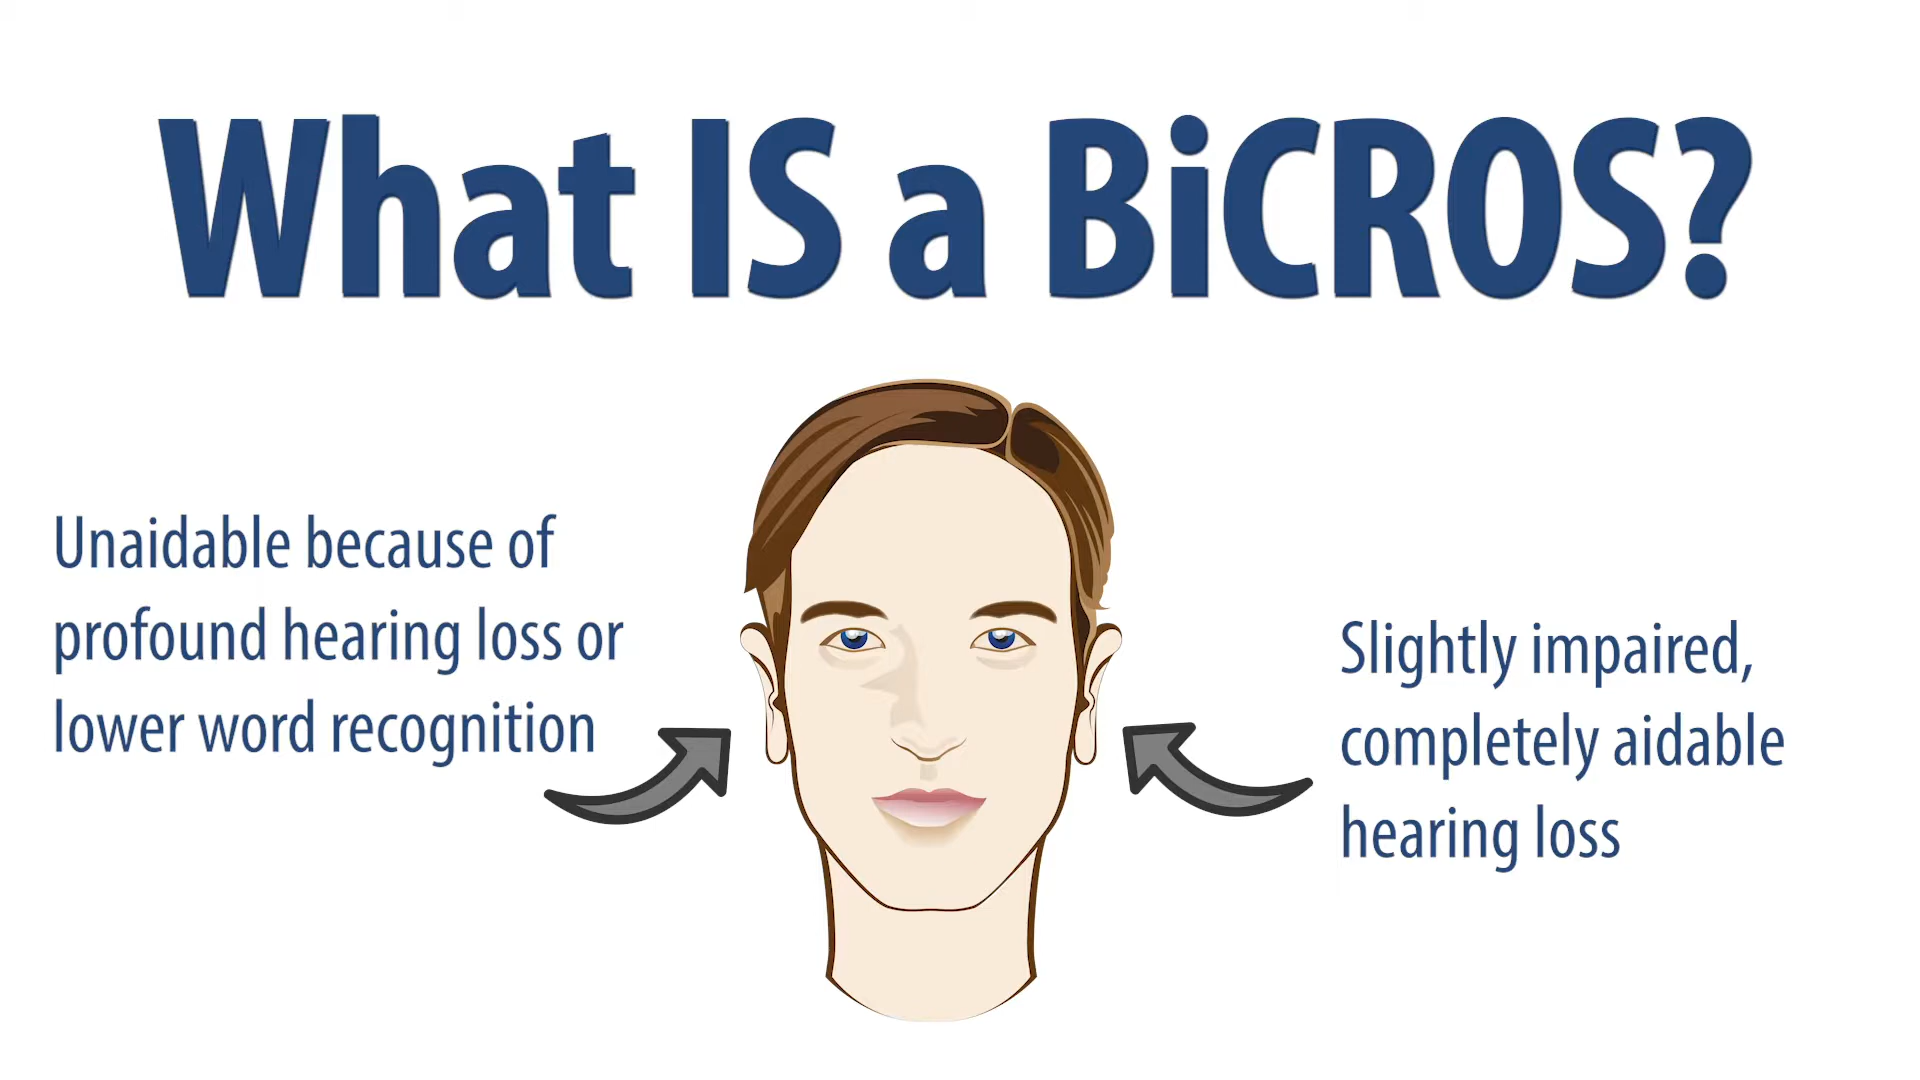 What IS a BiCROS?
Unaidable because of
profound hearing loss or
lower word recognition
Slightly impaired,
completely aidable
hearing loss